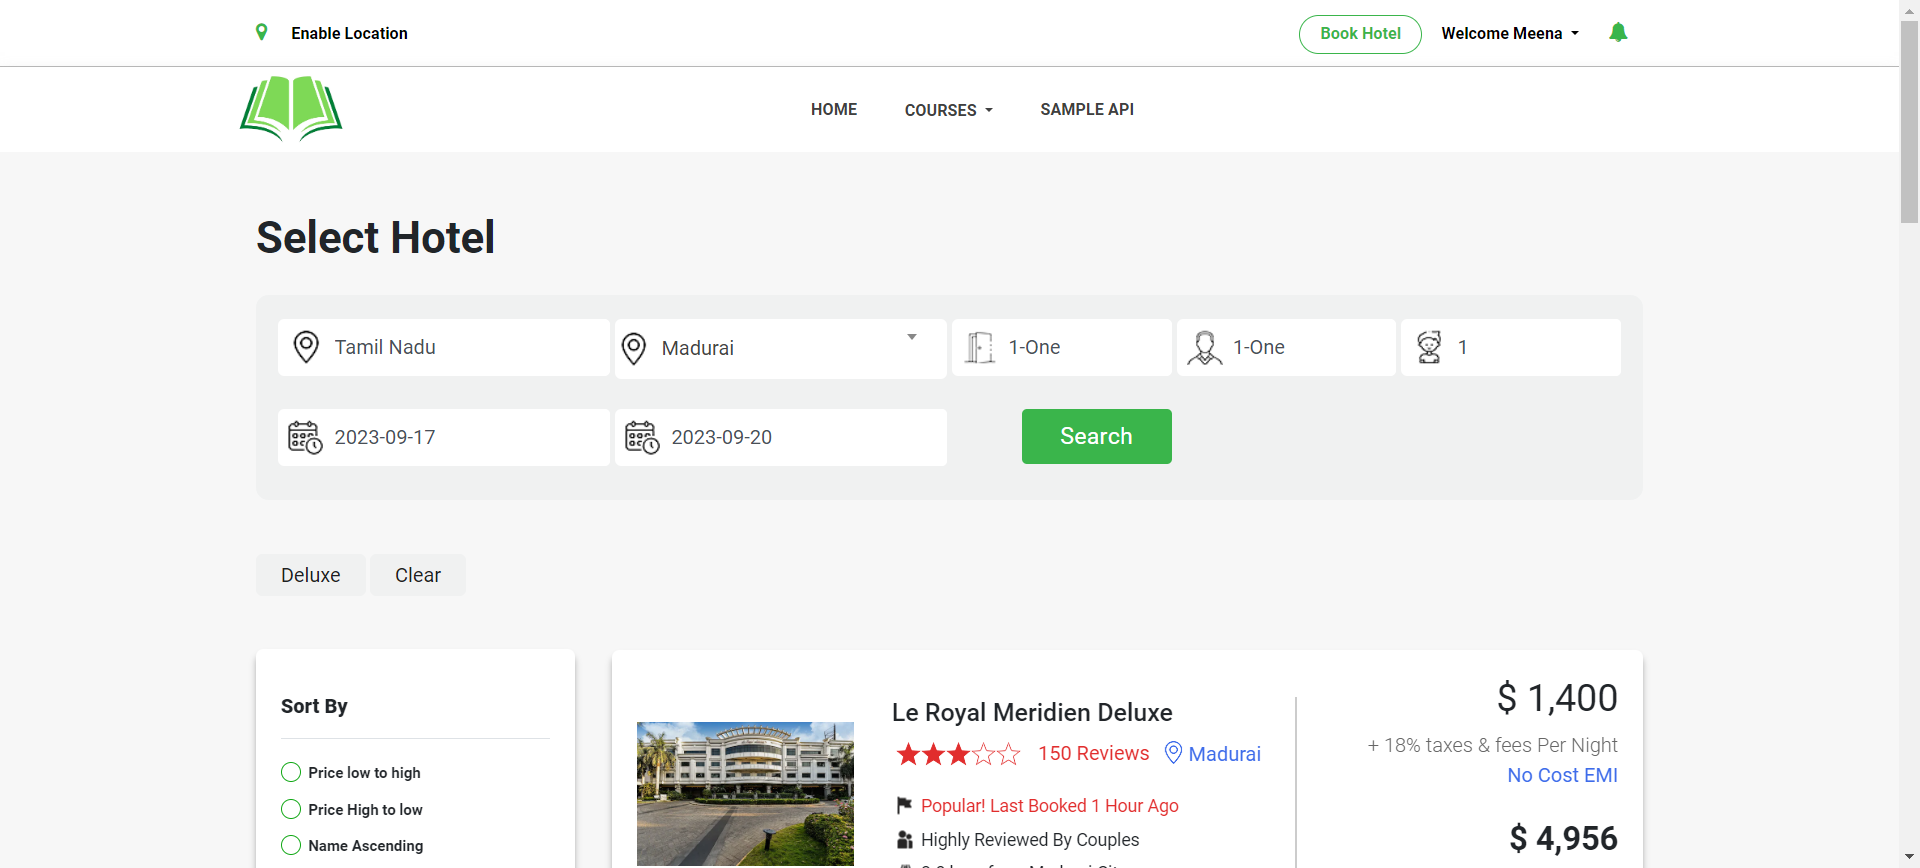 Enable Location
Book Hotel
Welcome Meena
HOME
COURSES
SAMPLE API
Select Hotel
Tamil Nadu
Madurai
1-One
1-One
1
2023-09-17
2023-09-20
Search
Deluxe
Clear
Sort By
Price low to high
Price High to low
Name Ascending
Le Royal Meridien Deluxe
150 Reviews
Madurai
Popular! Last Booked 1 Hour Ago
Highly Reviewed By Couples
$ 1,400
+ 18% taxes & fees Per Night
No Cost EMI
$ 4,956